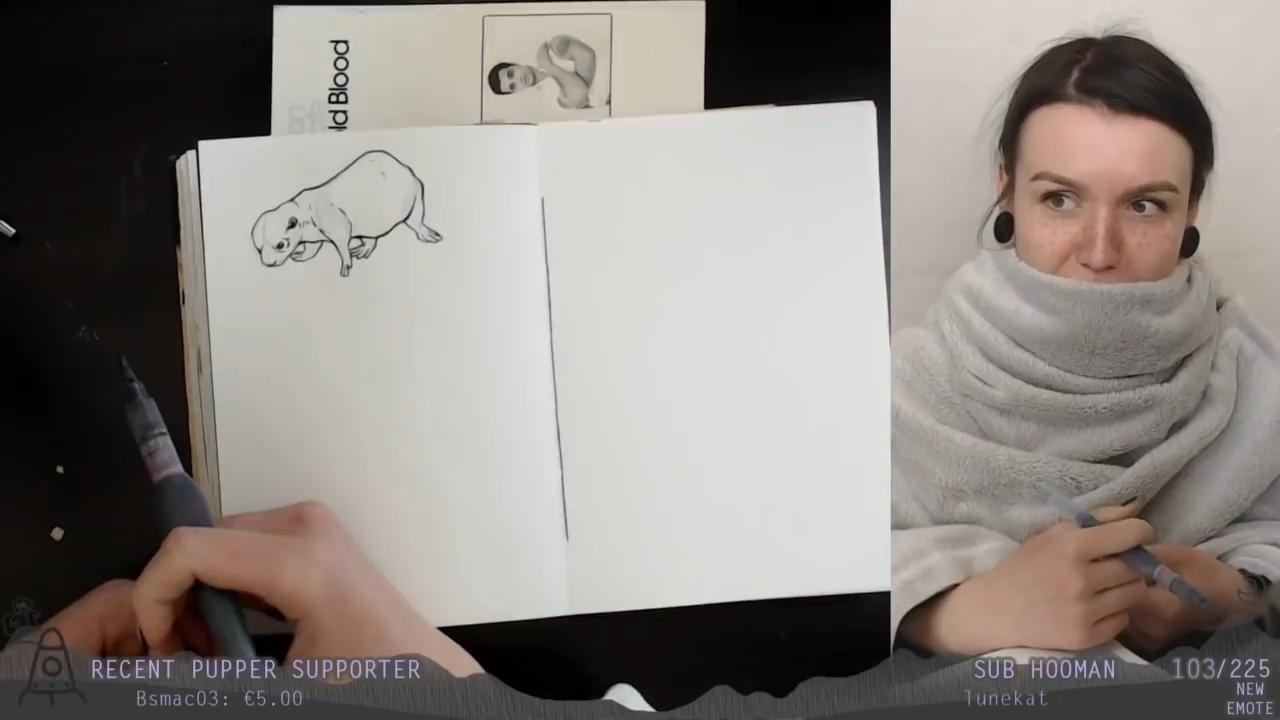 ld Blood
RECENT PUPPER SUPPORTER
Bsmac03: €5.00
SUB HOOMAN
lunekat
103/225
NEW
EMOTE